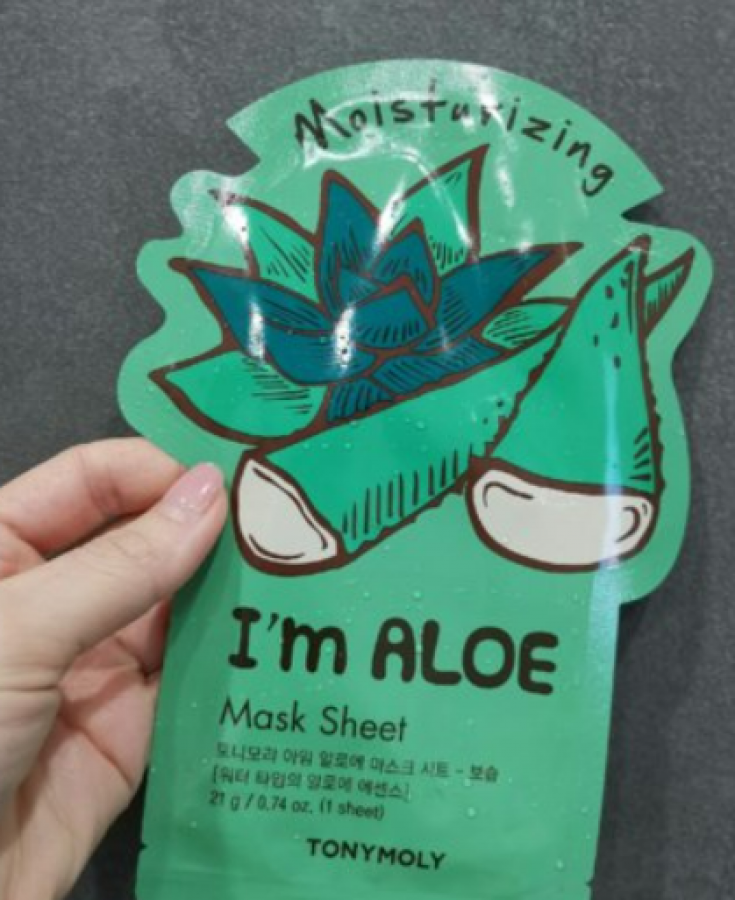 Moisturizing
I'm ALOE
Mask Sheet
토니모리 아임 알로에 마스크 시트 - 보습
[워터 타입의 알로에 에센스]
21 g / 0.74 oz. (1 sheet)
TONYMOLY